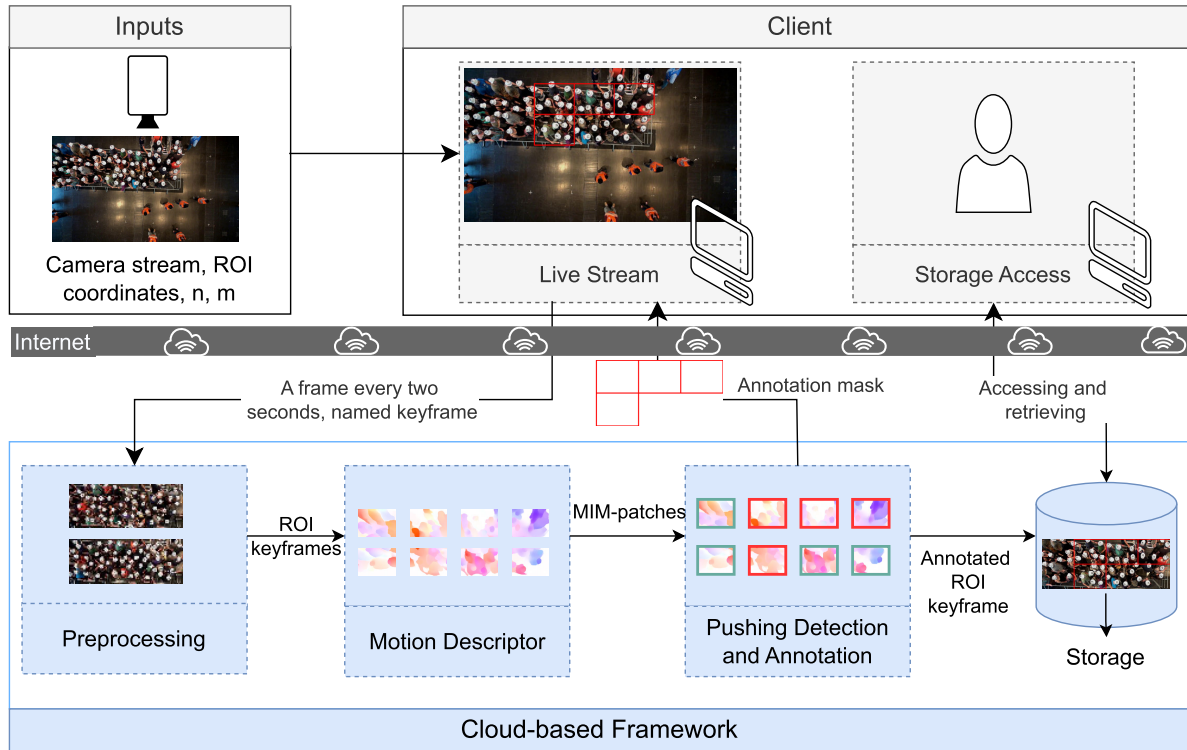 Inputs
Client
Camera stream, ROI
coordinates, n, m
Live Stream
Storage Access
Internet
A frame every two
seconds, named keyframe
Annotation mask
Accessing and
retrieving
ROI
keyframes
MIM-patches
Annotated
ROI
keyframe
Preprocessing
Motion Descriptor
Pushing Detection
and Annotation
Storage
Cloud-based Framework